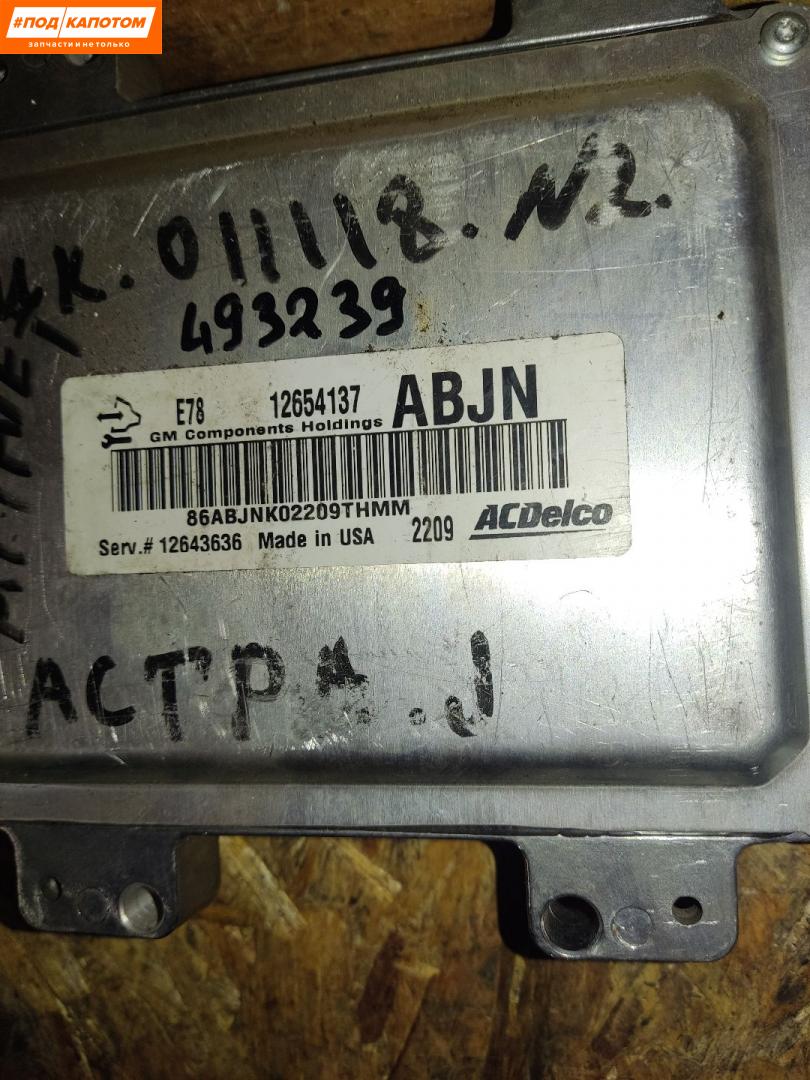 #ПОД КАПОТОМ
запчасти и не только
.011118.N.2.
493239
E78 12654137 ABJN
GM Components Holdings
86ABJNK02209THMM
Serv.# 12643636 Made in USA 2209 ACDelco
АСТРА.J